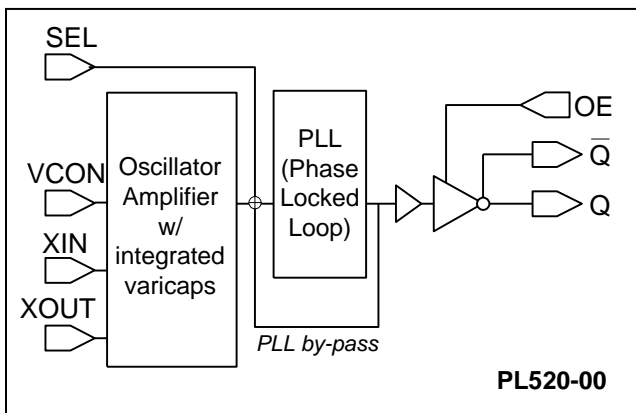 SEL
VCON
XIN
XOUT
Oscillator
Amplifier
w/
integrated
varicaps
PLL
(Phase
Locked
Loop)
PLL by-pass
OE
Q̅
Q
PL520-00